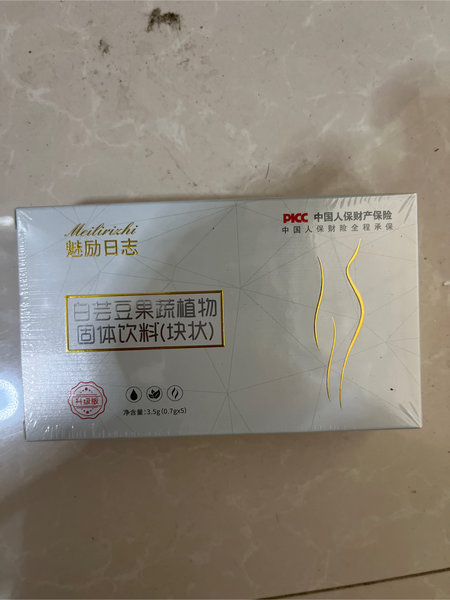 Meilirizhi
魅励日志
PICC 中国人保财产保险
中国人保财险全程承保
白芸豆果蔬植物
固体饮料(块状)
升级版
净含量:3.5g (0.7gx5)